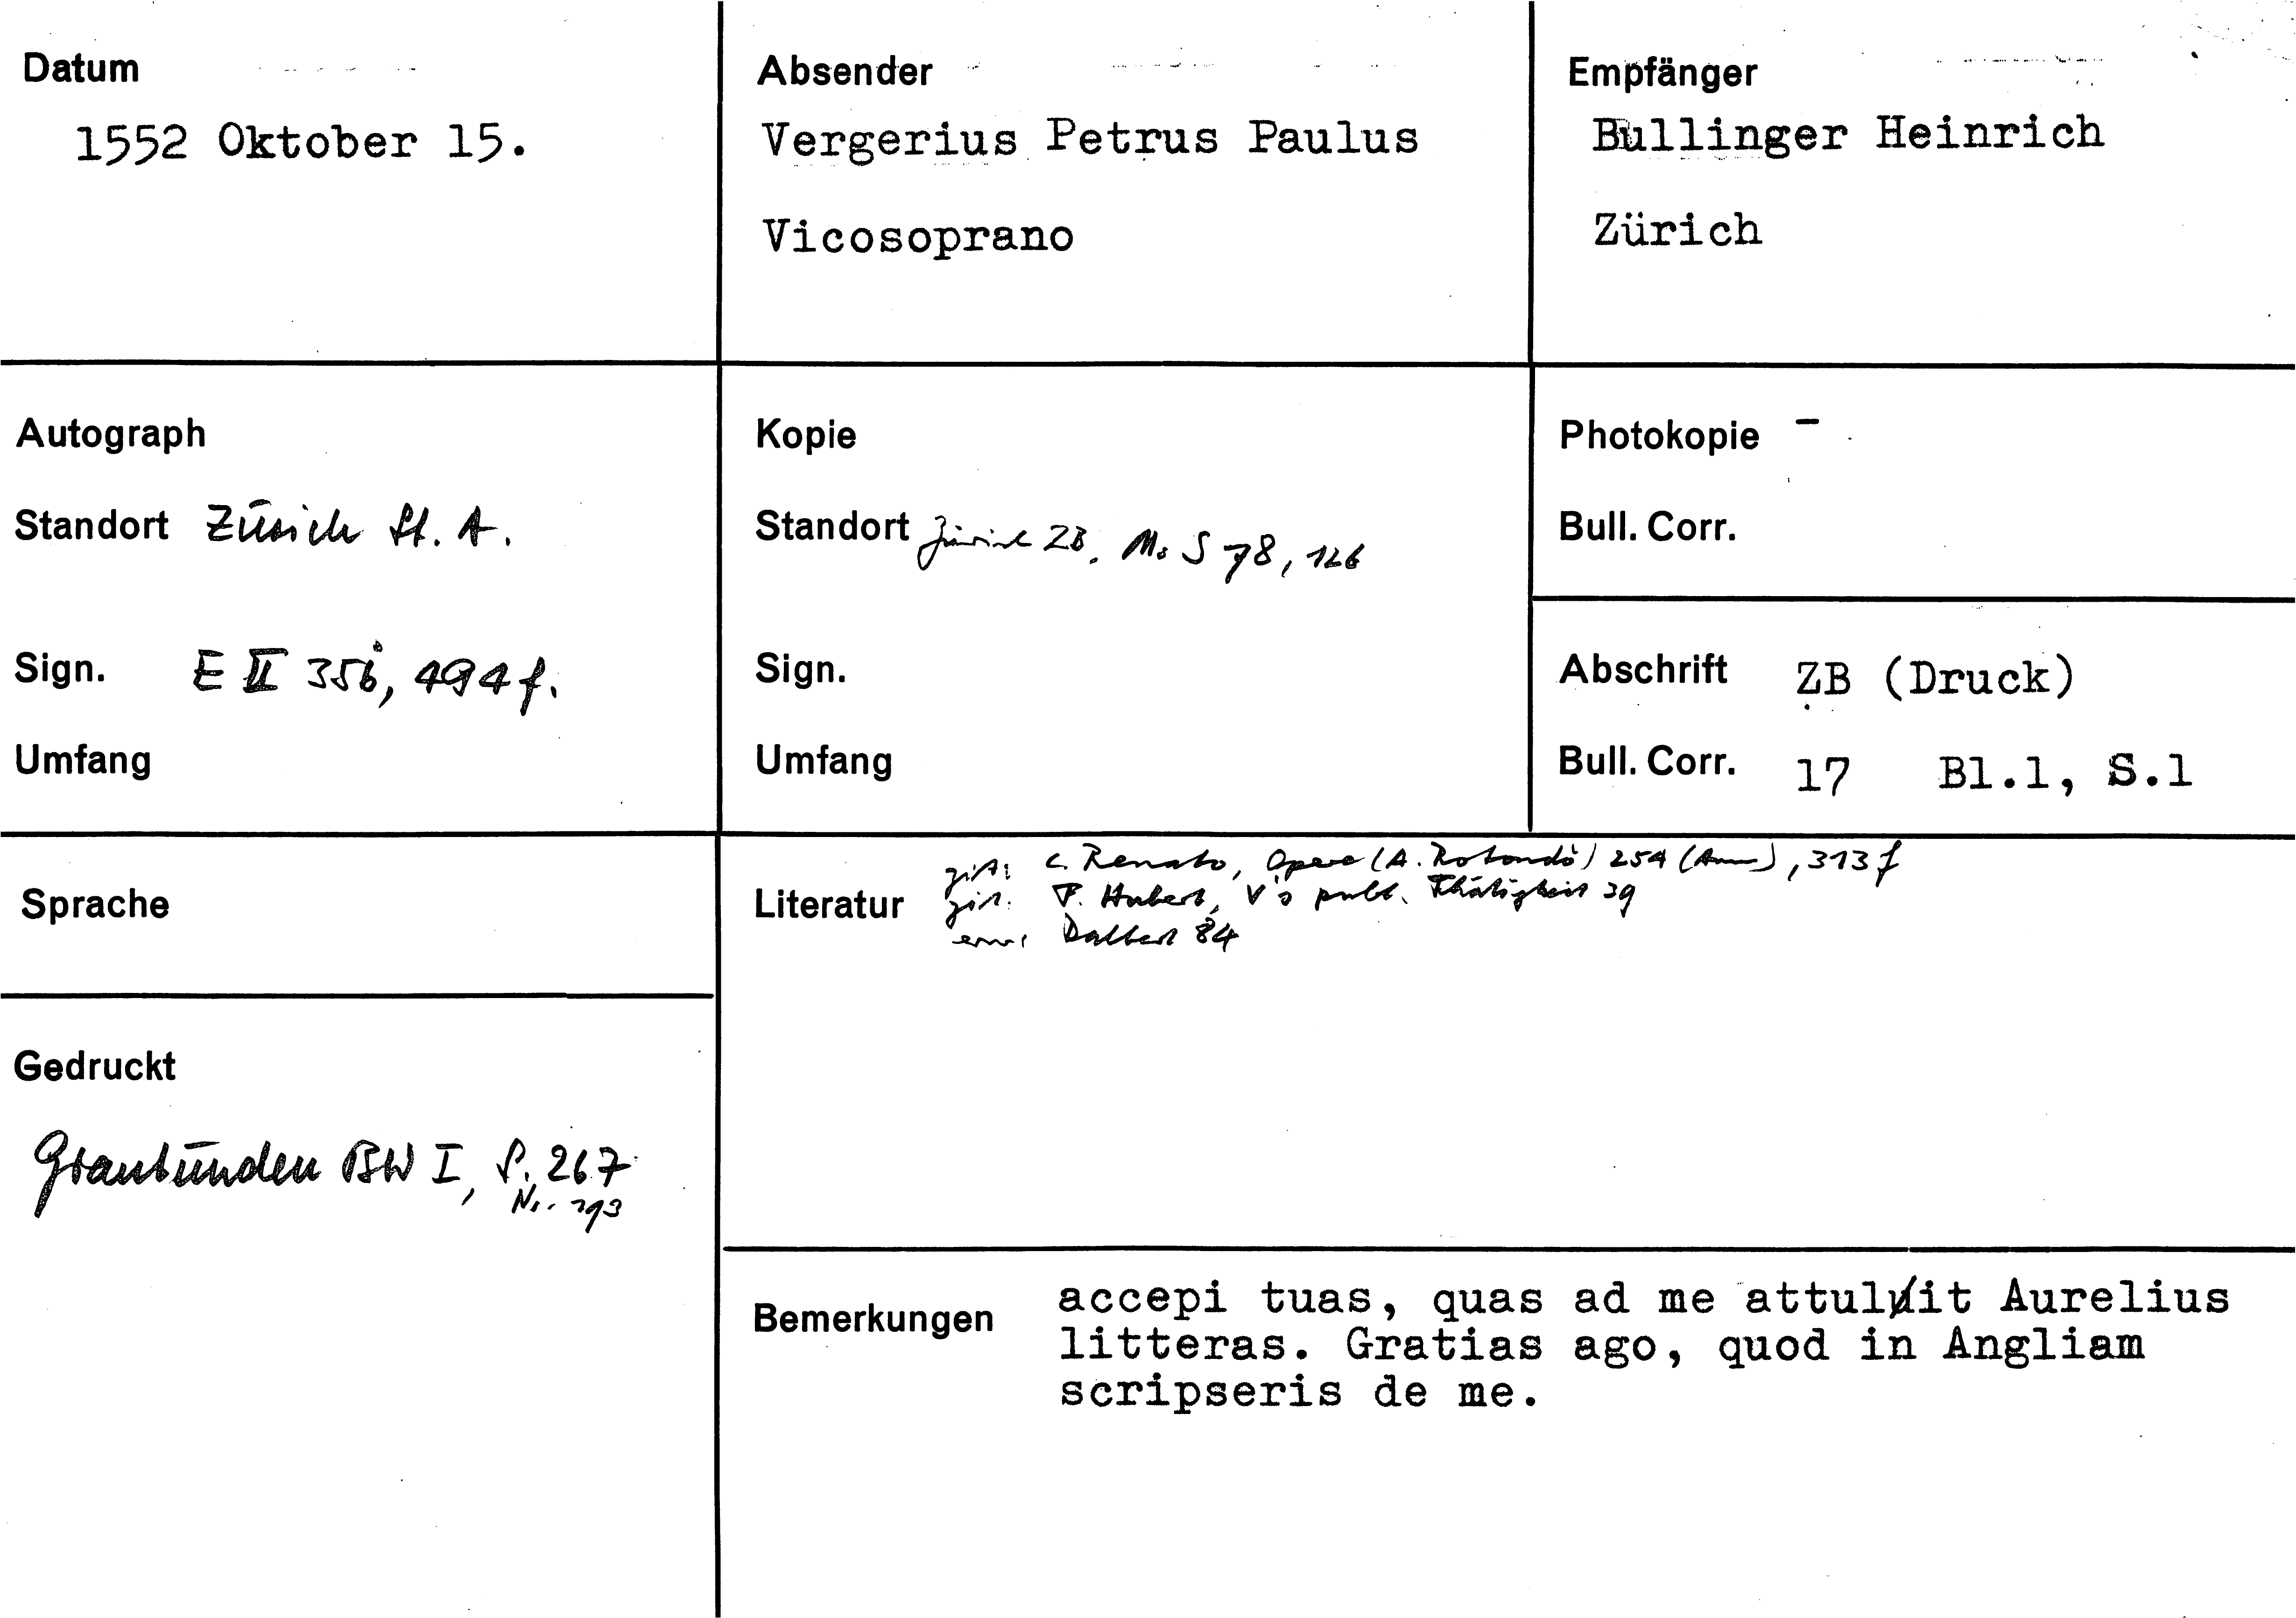 Datum
1552 Oktober 15.
Absender
Vergerius Petrus Paulus
Vicosoprano
Empfänger
Bullinger Heinrich
Zürich
Autograph
Standort Zürich St. A.
Sign. E II 356, 494 f.
Umfang
Kopie
Standort Zürich ZB. Ms S 78, 126
Sign.
Umfang
Photokopie -
Bull. Corr.
Abschrift ZB (Druck)
Bull. Corr. 17 Bl.1, S.1
Sprache
Gedruckt
Graubünden BW I, S. 267
Nr. 193
Literatur
zit: C. Renato, Opere (A. Rotondò) 254 (Anm), 313 f
zit. F. Hubert, V's publ. Thätigkeit 39
erw: Dalbert 84
Bemerkungen
accepi tuas, quas ad me attulit Aurelius
litteras. Gratias ago, quod in Angliam
scripseris de me.